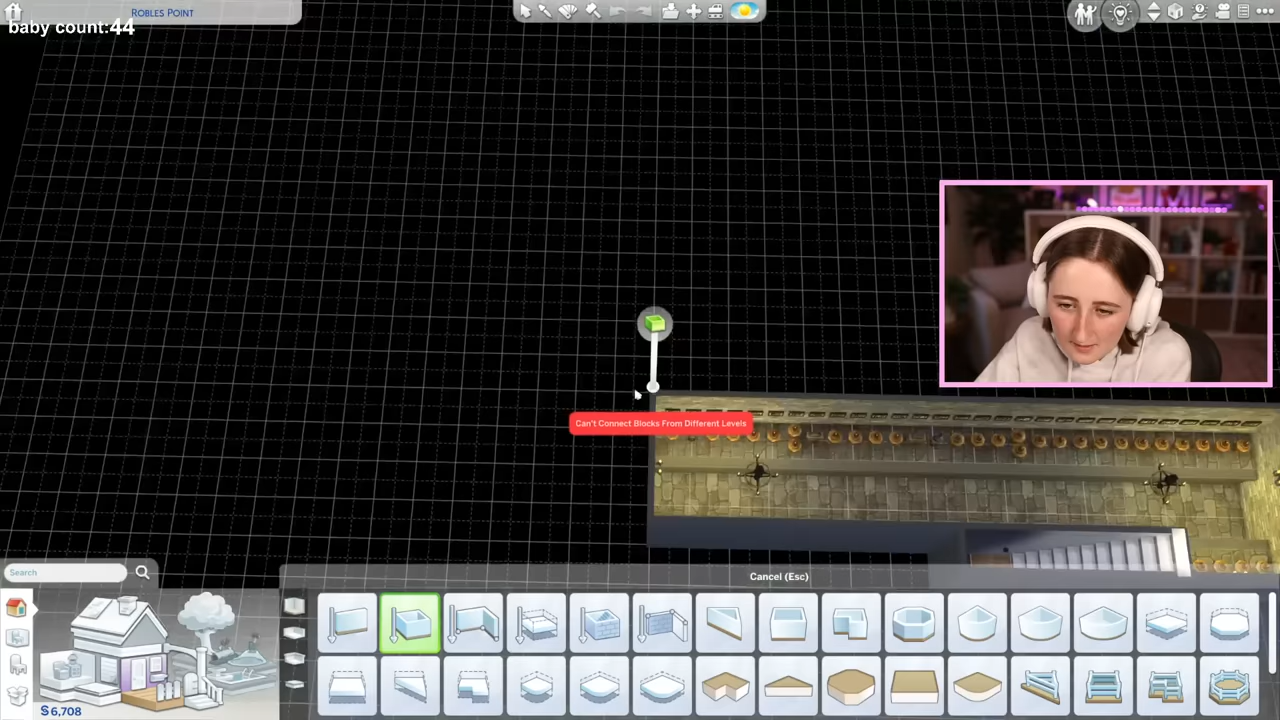 ROBLES POINT
baby count:44
Can't Connect Blocks From Different Levels
Cancel (Esc)
Search
§6,708